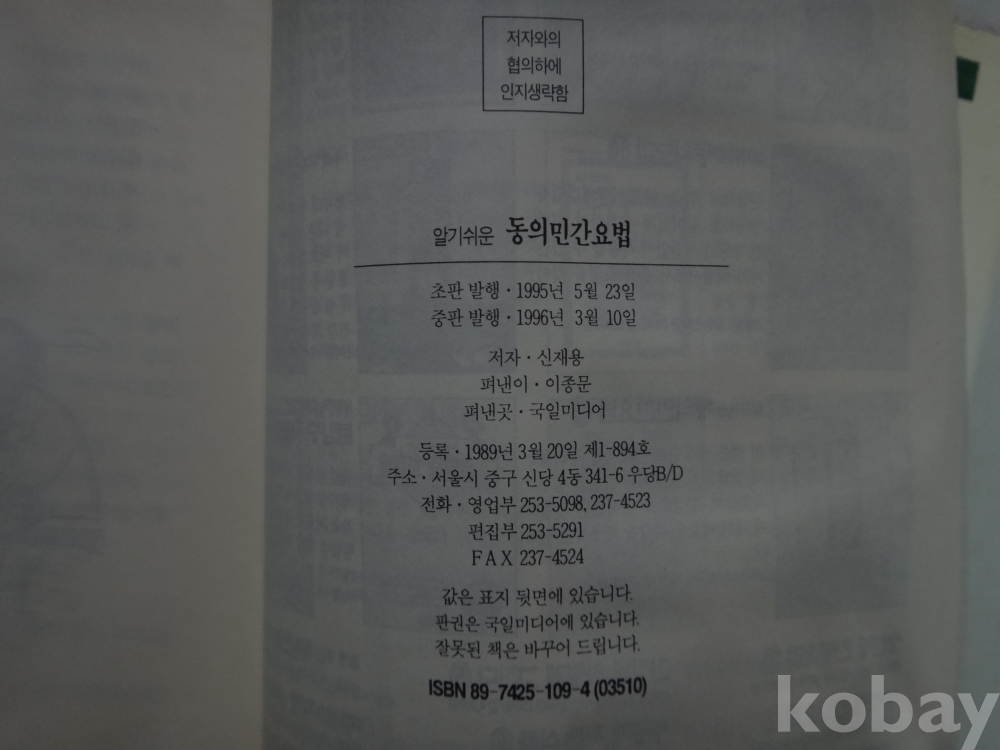 저자와의
협의하에
인지생략함
알기쉬운 동의민간요법
초판 발행·1995년 5월 23일
중판 발행·1996년 3월 10일
저자·신재용
펴낸이·이종문
펴낸곳·국일미디어
등록·1989년 3월 20일 제1-894호
주소·서울시 중구 신당 4동 341-6 우당B/D
전화·영업부 253-5098, 237-4523
편집부 253-5291
FAX 237-4524
값은 표지 뒷면에 있습니다.
판권은 국일미디어에 있습니다.
잘못된 책은 바꾸어 드립니다.
ISBN 89-7425-109-4 (03510)
kobay